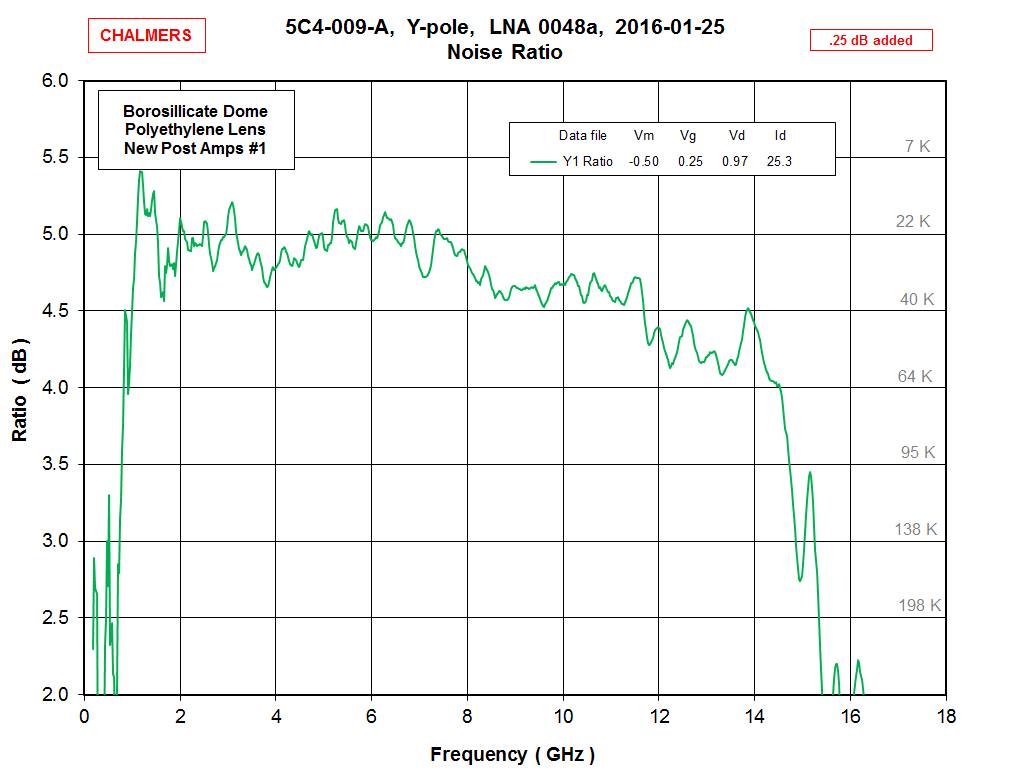 CHALMERS
5C4-009-A, Y-pole, LNA 0048a, 2016-01-25
Noise Ratio
.25 dB added
Borosillicate Dome
Polyethylene Lens
New Post Amps #1
Data file Vm Vg Vd Id
Y1 Ratio -0.50 0.25 0.97 25.3
6.0
5.5
5.0
4.5
4.0
3.5
3.0
2.5
2.0
7 K
22 K
40 K
64 K
95 K
138 K
198 K
Ratio ( dB )
0 2 4 6 8 10 12 14 16 18
Frequency ( GHz )